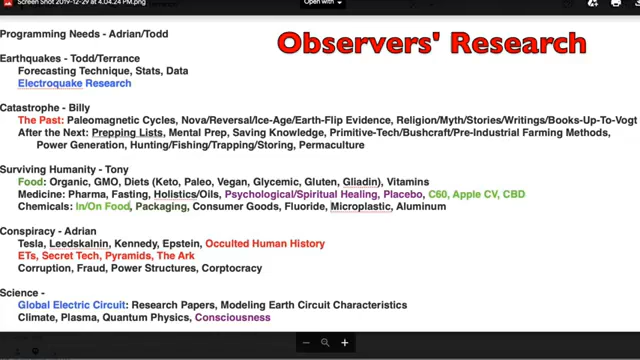 Screen Shot 2019-12-29 at 4.04.24 PM.png
Open with
Programming Needs - Adrian/Todd
Observers' Research
Earthquakes - Todd/Terrance
Forecasting Technique, Stats, Data
Electroquake Research
Catastrophe - Billy
The Past: Paleomagnetic Cycles, Nova/Reversal/Ice-Age/Earth-Flip Evidence, Religion/Myth/Stories/Writings/Books-Up-To-Vogt
After the Next: Prepping Lists, Mental Prep, Saving Knowledge, Primitive-Tech/Bushcraft/Pre-Industrial Farming Methods,
Power Generation, Hunting/Fishing/Trapping/Storing, Permaculture
Surviving Humanity - Tony
Food: Organic, GMO, Diets (Keto, Paleo, Vegan, Glycemic, Gluten, Gliadin), Vitamins
Medicine: Pharma, Fasting, Holistics/Oils, Psychological/Spiritual Healing, Placebo, C60, Apple CV, CBD
Chemicals: In/On Food, Packaging, Consumer Goods, Fluoride, Microplastic, Aluminum
Conspiracy - Adrian
Tesla, Leedskalnin, Kennedy, Epstein, Occulted Human History
ETs, Secret Tech, Pyramids, The Ark
Corruption, Fraud, Power Structures, Corptocracy
Science -
Global Electric Circuit: Research Papers, Modeling Earth Circuit Characteristics
Climate, Plasma, Quantum Physics, Consciousness